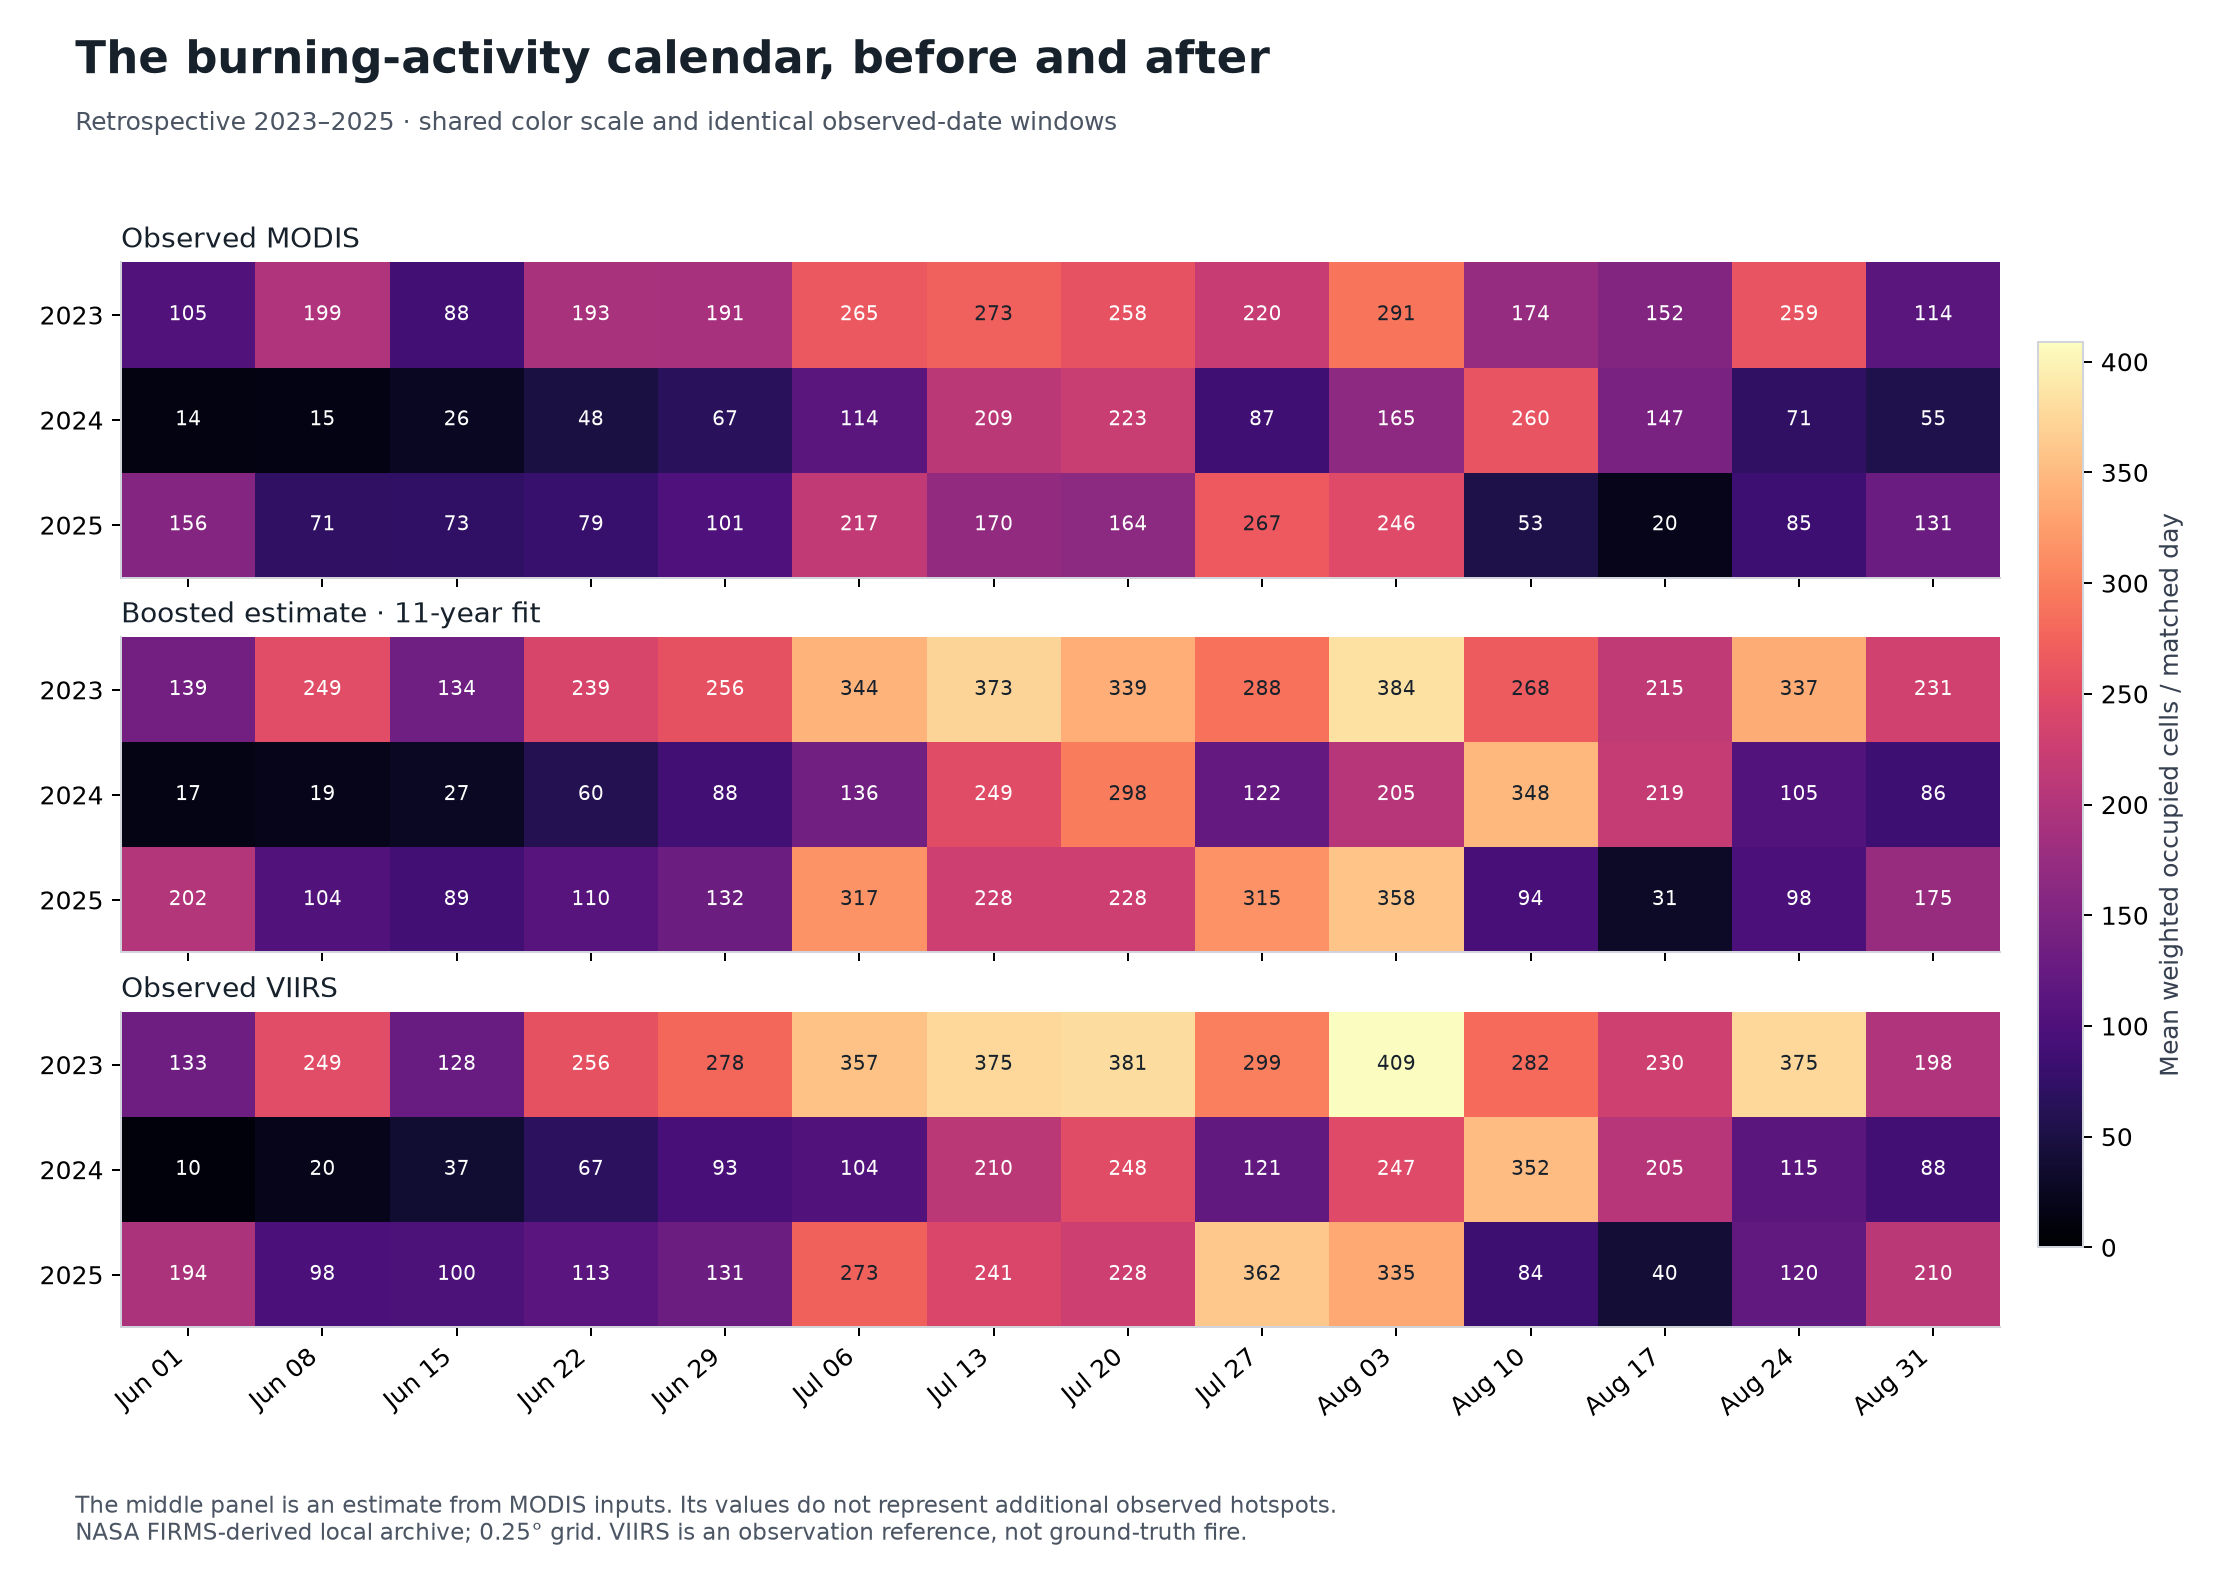 The burning-activity calendar, before and after
Retrospective 2023–2025 · shared color scale and identical observed-date windows
Observed MODIS
2023 105 199 88 193 191 265 273 258 220 291 174 152 259 114
2024 14 15 26 48 67 114 209 223 87 165 260 147 71 55
2025 156 71 73 79 101 217 170 164 267 246 53 20 85 131
Boosted estimate · 11-year fit
2023 139 249 134 239 256 344 373 339 288 384 268 215 337 231
2024 17 19 27 60 88 136 249 298 122 205 348 219 105 86
2025 202 104 89 110 132 317 228 228 315 358 94 31 98 175
Observed VIIRS
2023 133 249 128 256 278 357 375 381 299 409 282 230 375 198
2024 10 20 37 67 93 104 210 248 121 247 352 205 115 88
2025 194 98 100 113 131 273 241 228 362 335 84 40 120 210
Jun 01 Jun 08 Jun 15 Jun 22 Jun 29 Jul 06 Jul 13 Jul 20 Jul 27 Aug 03 Aug 10 Aug 17 Aug 24 Aug 31
400
350
300
250
200
150
100
50
0
Mean weighted occupied cells / matched day
The middle panel is an estimate from MODIS inputs. Its values do not represent additional observed hotspots.
NASA FIRMS-derived local archive; 0.25° grid. VIIRS is an observation reference, not ground-truth fire.